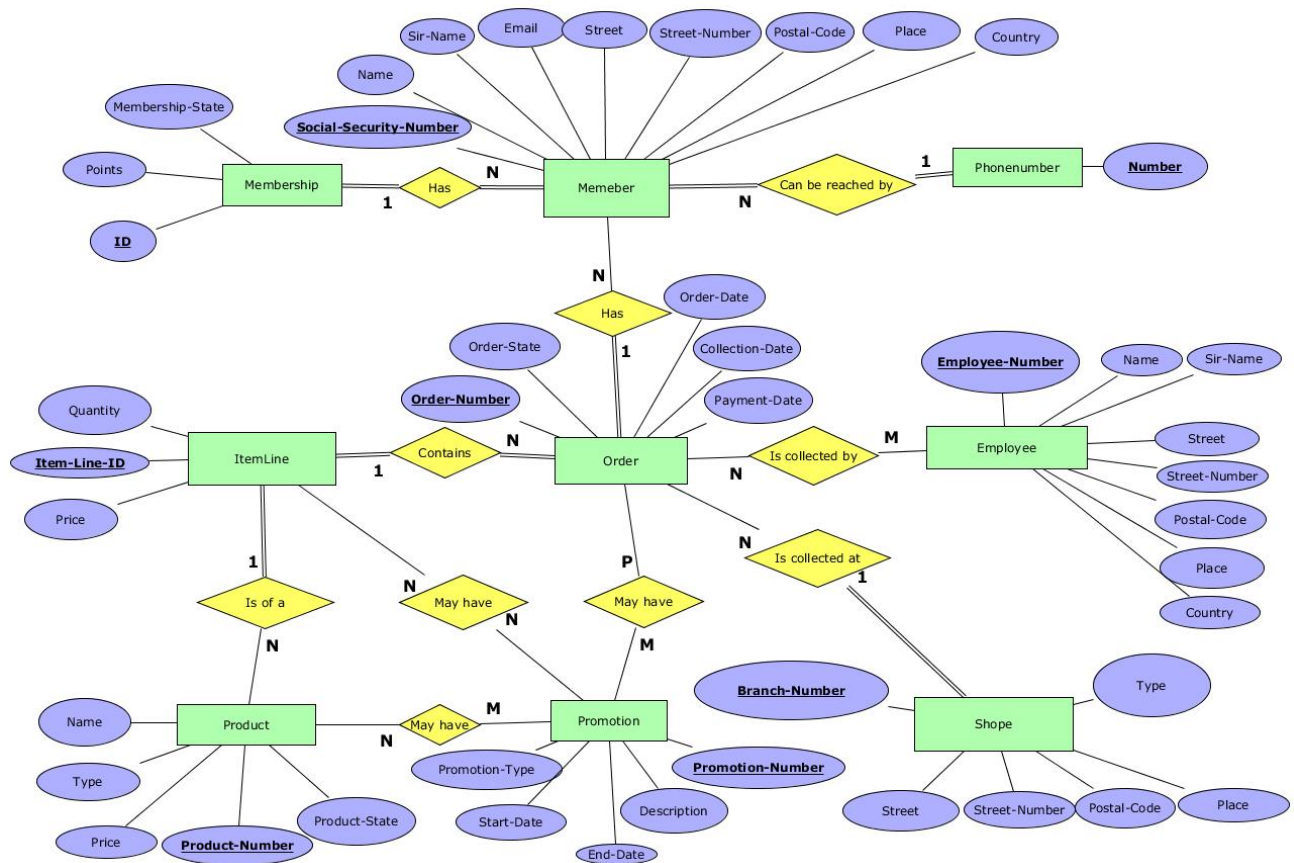 Sir-Name
Email
Street
Street-Number
Postal-Code
Place
Country
Name
Membership-State
Social-Security-Number
Points
Membership
1
Has
N
Memeber
N
Can be reached by
1
Phonenumber
Number
ID
N
Has
1
Order-Date
Order-State
Collection-Date
Order-Number
Payment-Date
Employee-Number
Name
Sir-Name
Quantity
Item-Line-ID
Price
ItemLine
1
Contains
N
Order
N
Is collected by
M
Employee
Street
Street-Number
Postal-Code
Place
Country
1
Is of a
N
N
May have
N
P
May have
M
N
Is collected at
1
Name
Type
Price
Product-Number
Product-State
Product
N
May have
M
Promotion
Promotion-Type
Start-Date
End-Date
Description
Promotion-Number
Branch-Number
Shope
Type
Street
Street-Number
Postal-Code
Place